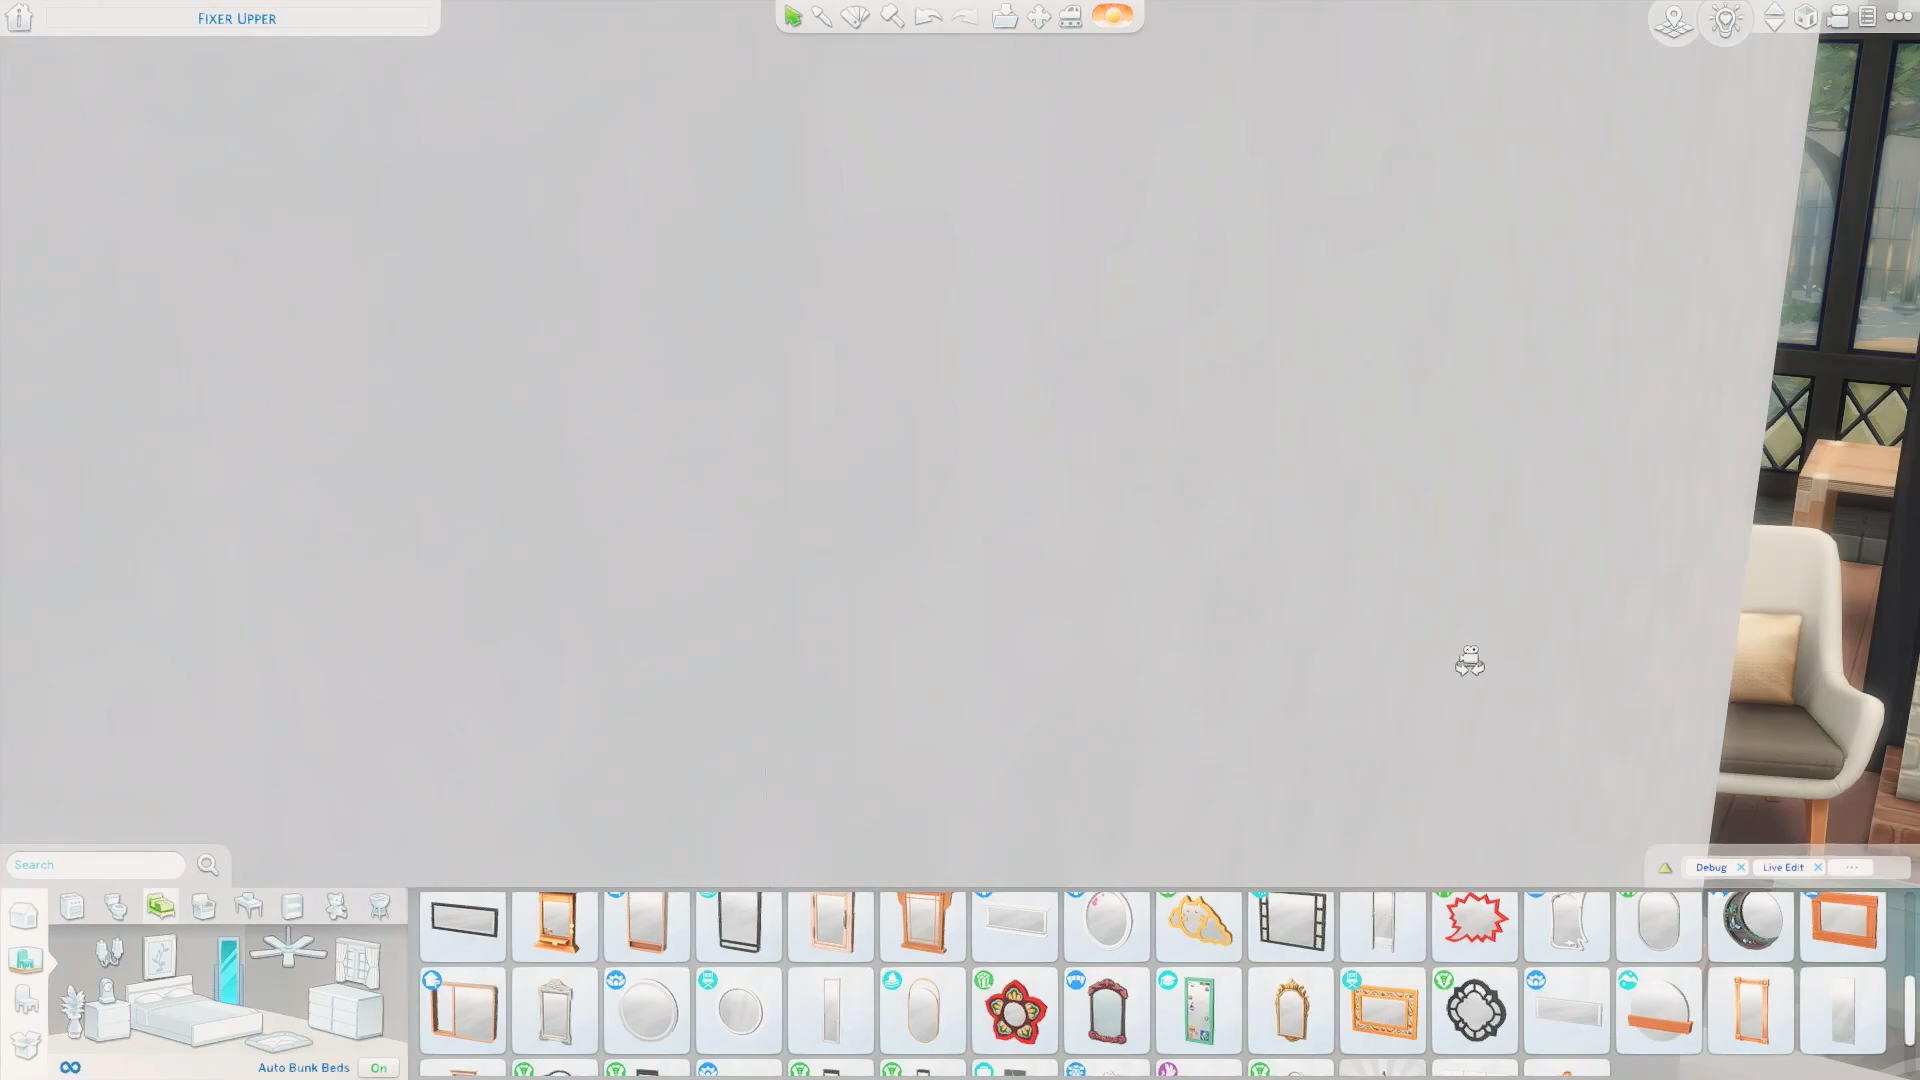 FIXER UPPER
Search
Debug
Live Edit
...
Auto Bunk Beds
On